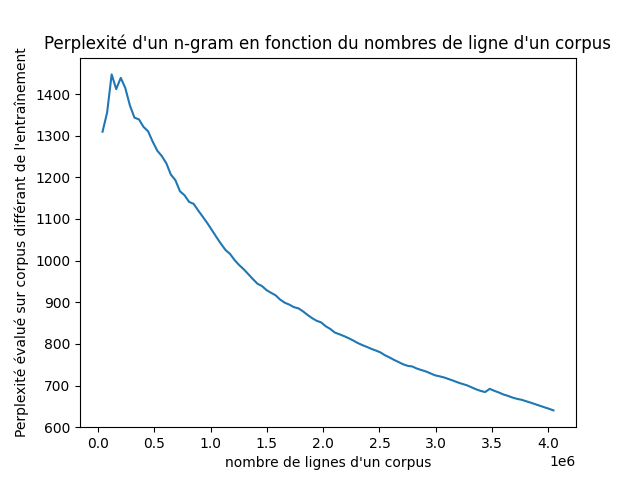 Perplexité d'un n-gram en fonction du nombres de ligne d'un corpus
Perplexité évalué sur corpus différant de l'entraînement
1400
1300
1200
1100
1000
900
800
700
600
0.0 0.5 1.0 1.5 2.0 2.5 3.0 3.5 4.0
1e6
nombre de lignes d'un corpus